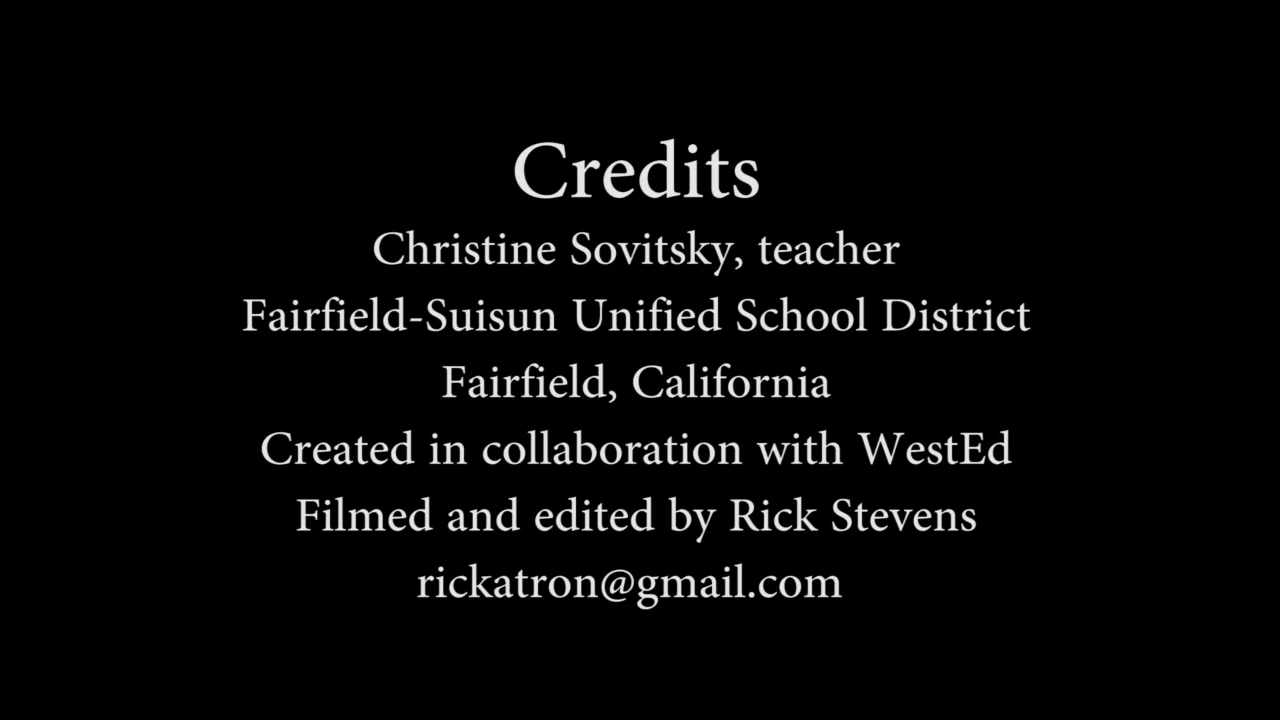 Credits
Christine Sovitsky, teacher
Fairfield-Suisun Unified School District
Fairfield, California
Created in collaboration with WestEd
Filmed and edited by Rick Stevens
rickatron@gmail.com